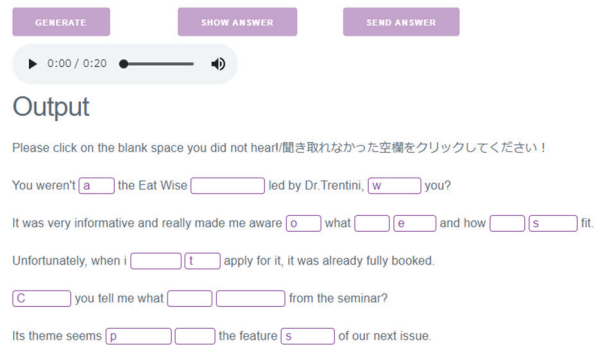 GENERATE SHOW ANSWER SEND ANSWER
0:00 / 0:20
Output
Please click on the blank space you did not hear!/聞き取れなかった空欄をクリックしてください！
You weren't a the Eat Wise led by Dr.Trentini, w you?
It was very informative and really made me aware o what e and how s fit.
Unfortunately, when i t apply for it, it was already fully booked.
C you tell me what from the seminar?
Its theme seems p the feature s of our next issue.